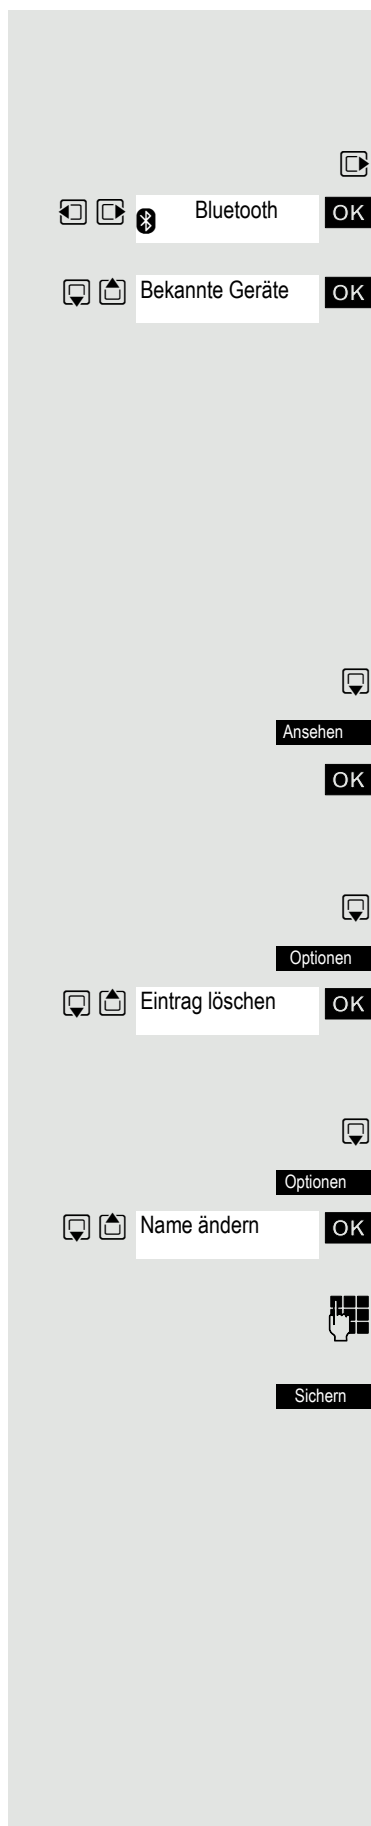 Bluetooth OK
Bekannte Geräte OK
Ansehen
OK
Optionen
Eintrag löschen OK
Optionen
Name ändern OK
Sichern